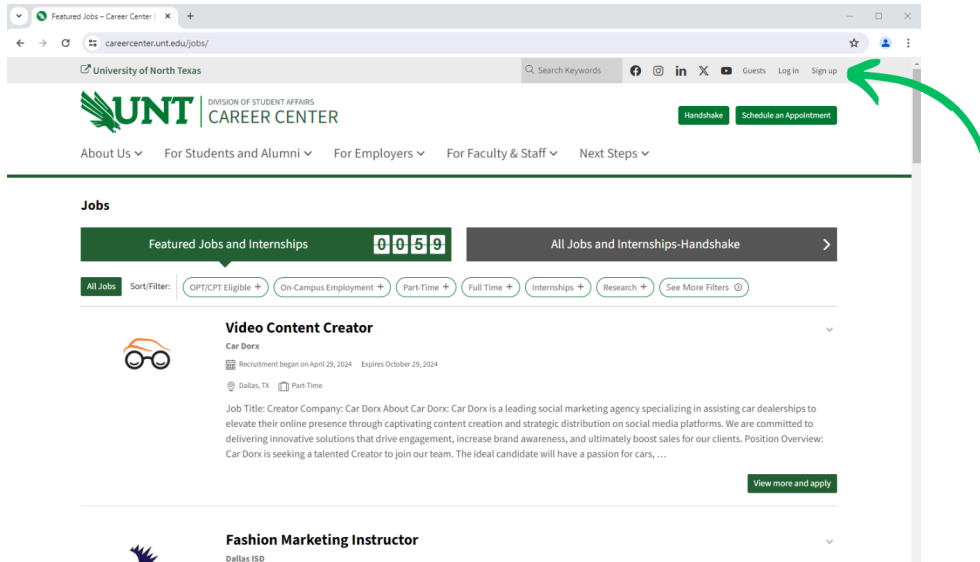 Featured Jobs – Career Center |
careercenter.unt.edu/jobs/
University of North Texas
Search Keywords
Guests Log in Sign up
UNT
DIVISION OF STUDENT AFFAIRS
CAREER CENTER
Handshake Schedule an Appointment
About Us For Students and Alumni For Employers For Faculty & Staff Next Steps
Jobs
Featured Jobs and Internships 0059 All Jobs and Internships-Handshake
All Jobs Sort/Filter: OPT/CPT Eligible + On-Campus Employment + Part-Time + Full Time + Internships + Research + See More Filters
Video Content Creator
Car Dorx
Recruitment began on April 29, 2024 Expires October 29, 2024
Dallas, TX Part-Time
Job Title: Creator Company: Car Dorx About Car Dorx: Car Dorx is a leading social marketing agency specializing in assisting car dealerships to
elevate their online presence through captivating content creation and strategic distribution on social media platforms. We are committed to
delivering innovative solutions that drive engagement, increase brand awareness, and ultimately boost sales for our clients. Position Overview:
Car Dorx is seeking a talented Creator to join our team. The ideal candidate will have a passion for cars, …
View more and apply
Fashion Marketing Instructor
Dallas ISD